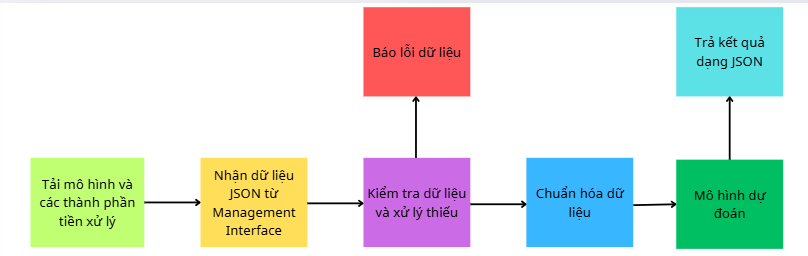 Báo lỗi dữ liệu
Trả kết quả
dạng JSON
Tải mô hình và
các thành phần
tiền xử lý
Nhận dữ liệu
JSON từ
Management
Interface
Kiểm tra dữ liệu
và xử lý thiếu
Chuẩn hóa dữ
liệu
Mô hình dự
đoán